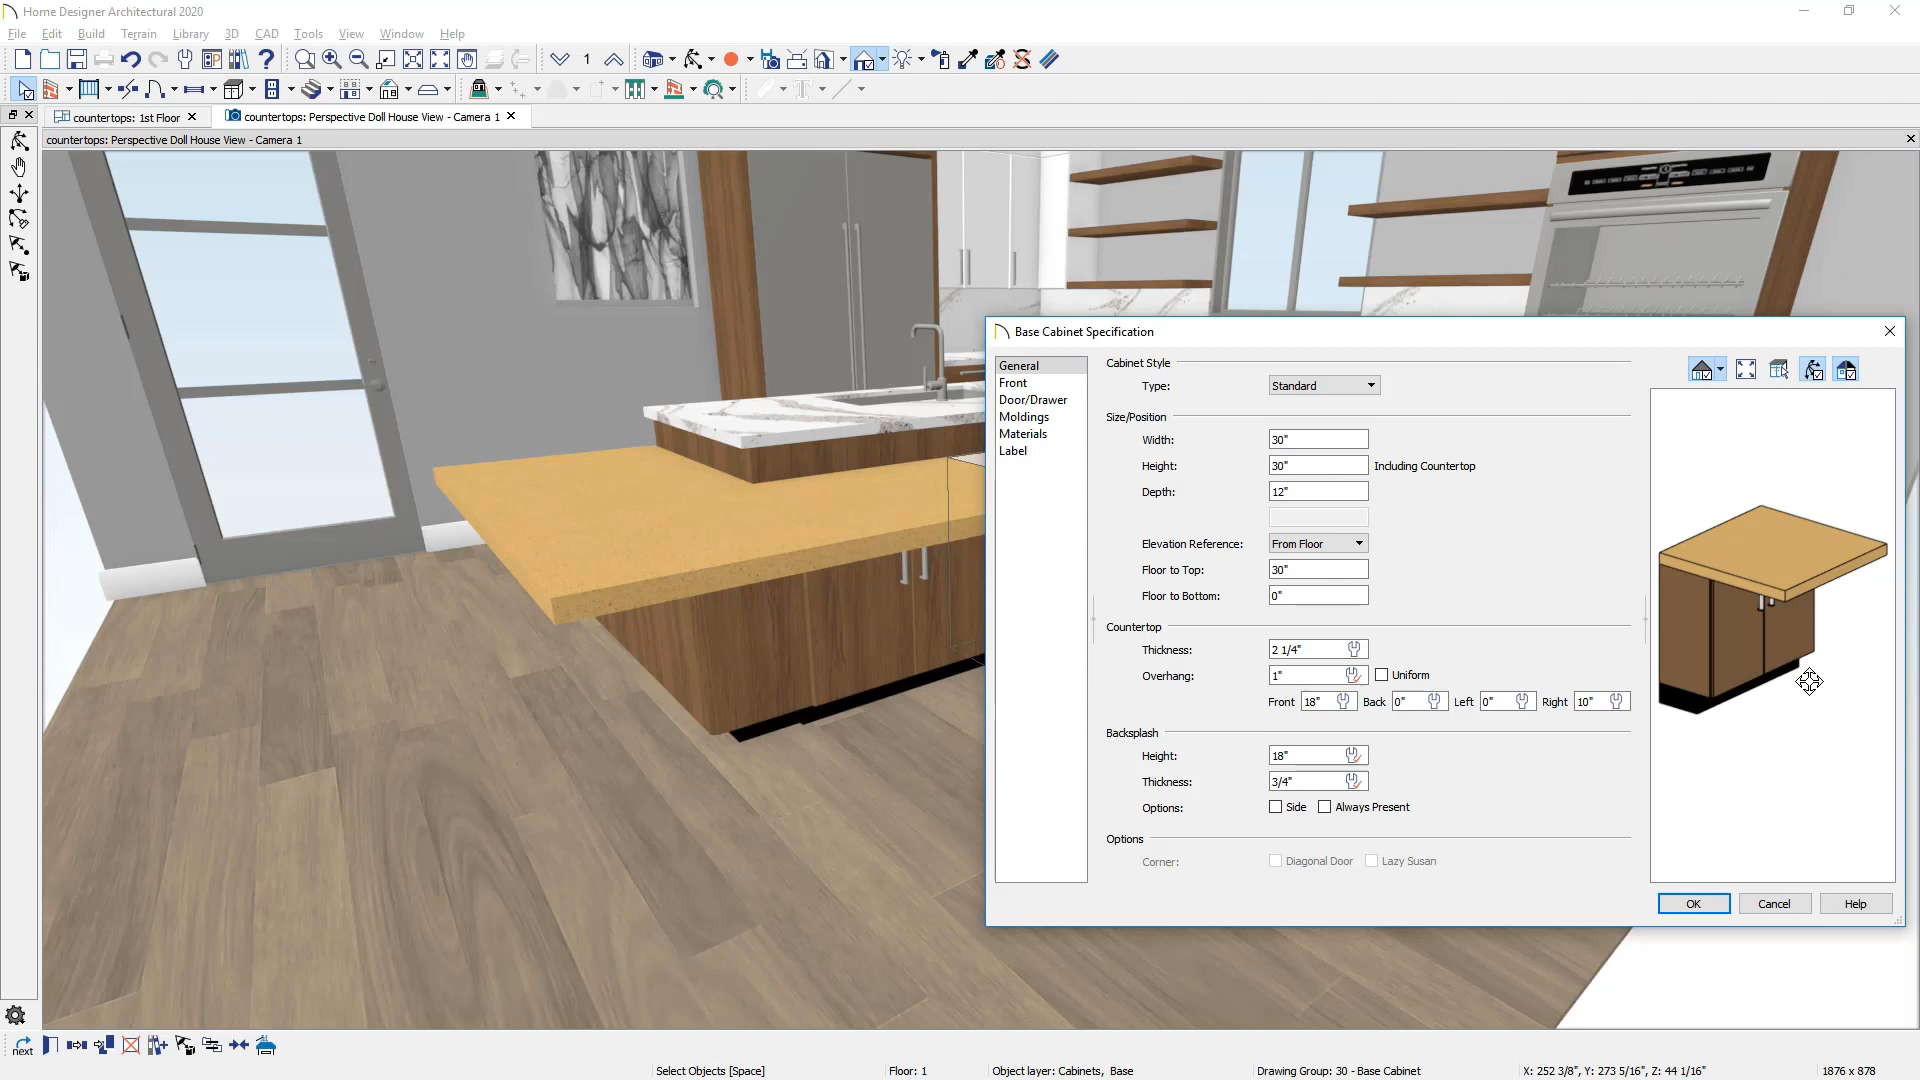 Home Designer Architectural 2020
File Edit Build Terrain Library 3D CAD Tools View Window Help
1
countertops: 1st Floor
countertops: Perspective Doll House View - Camera 1
countertops: Perspective Doll House View - Camera 1
Base Cabinet Specification
General
Front
Door/Drawer
Moldings
Materials
Label
Cabinet Style
Type: Standard
Size/Position
Width: 30"
Height: 30" Including Countertop
Depth: 12"
Elevation Reference: From Floor
Floor to Top: 30"
Floor to Bottom: 0"
Countertop
Thickness: 2 1/4"
Overhang: 1" Uniform
Front 18" Back 0" Left 0" Right 10"
Backsplash
Height: 18"
Thickness: 3/4"
Options: Side Always Present
Options
Corner: Diagonal Door Lazy Susan
OK Cancel Help
next
Select Objects [Space] Floor: 1 Object layer: Cabinets, Base Drawing Group: 30 - Base Cabinet X: 252 3/8", Y: 273 5/16", Z: 44 1/16" 1876 x 878